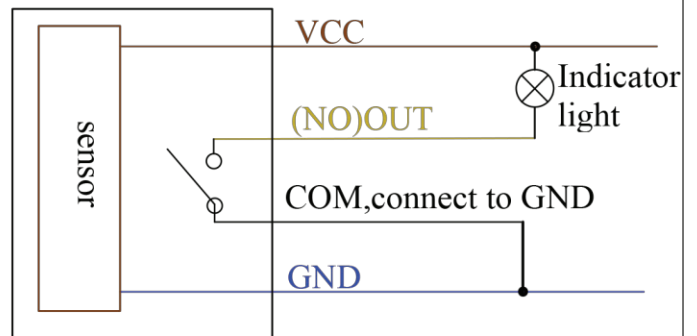 VCC
Indicator
light
(NO)OUT
sensor
COM,connect to GND
GND